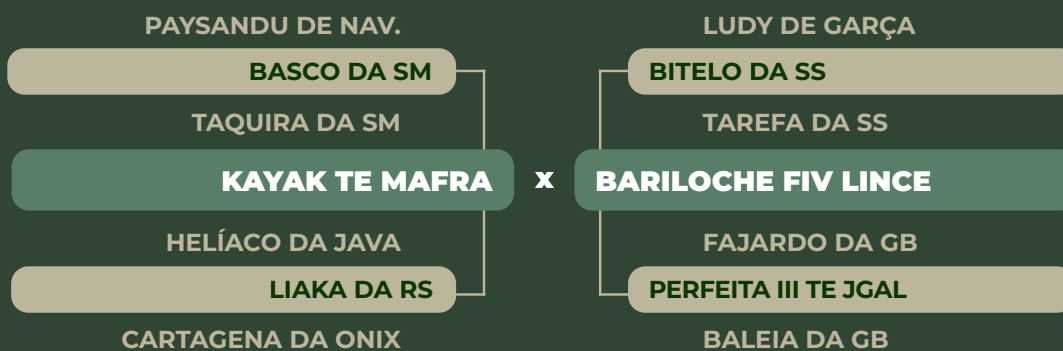 PAYSANDU DE NAV.
BASCO DA SM
TAQUIRA DA SM
KAYAK TE MAFRA
HELÍACO DA JAVA
LIAKA DA RS
CARTAGENA DA ONIX
x
LUDY DE GARÇA
BITELO DA SS
TAREFA DA SS
BARILOCHE FIV LINCE
FAJARDO DA GB
PERFEITA III TE JGAL
BALEIA DA GB